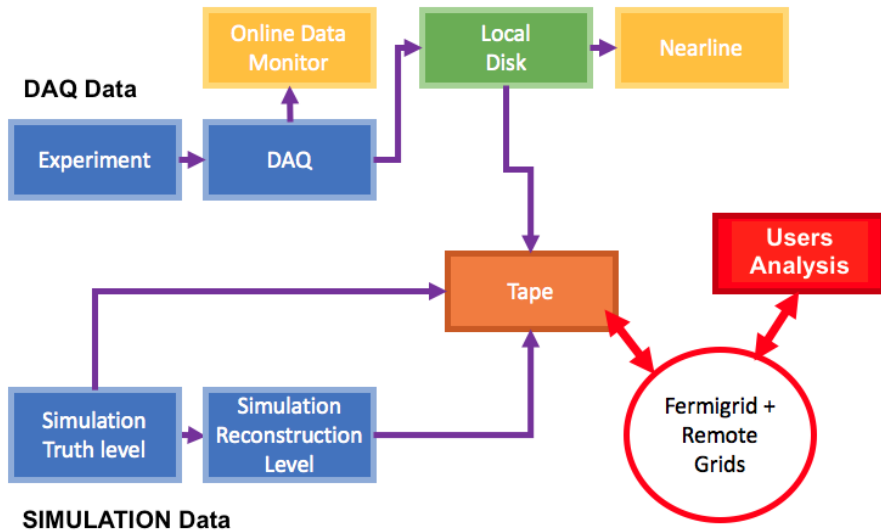 Online Data
Monitor
Local
Disk
Nearline
DAQ Data
Experiment
DAQ
Users
Analysis
Tape
Simulation
Truth level
Simulation
Reconstruction
Level
Fermigrid +
Remote
Grids
SIMULATION Data